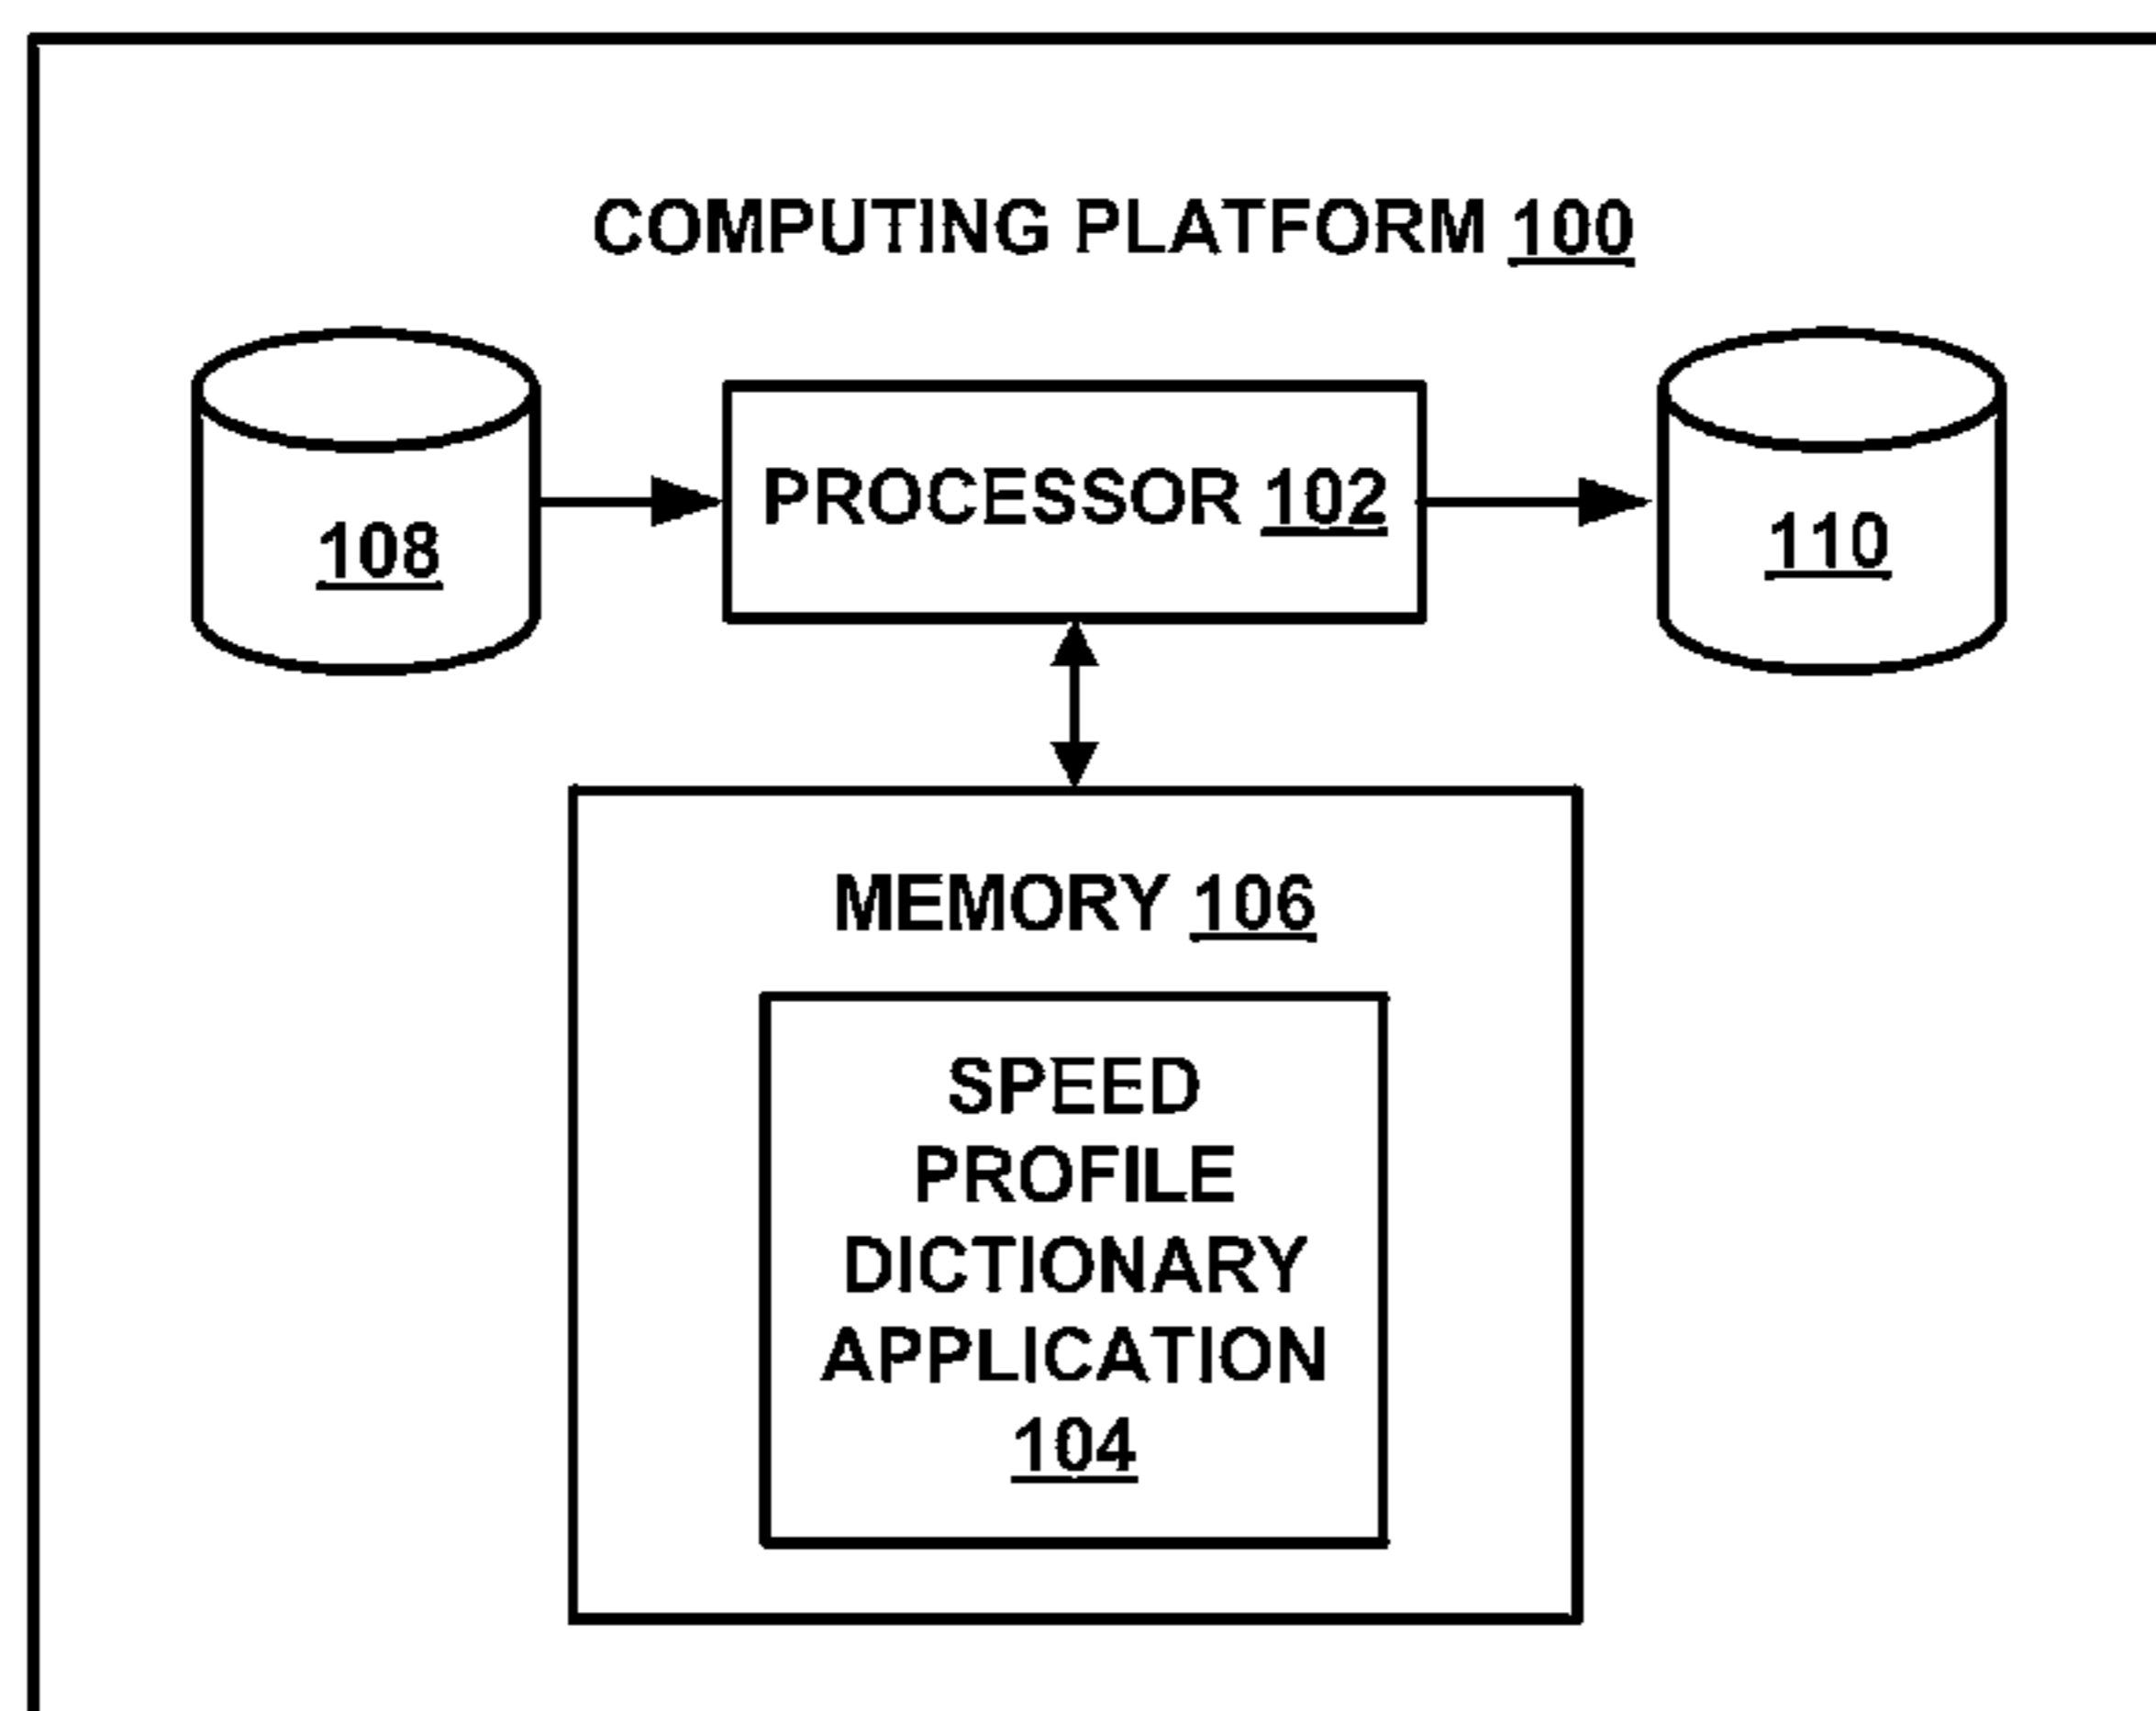 COMPUTING PLATFORM 100
108
PROCESSOR 102
110
MEMORY 106
SPEED
PROFILE
DICTIONARY
APPLICATION
104